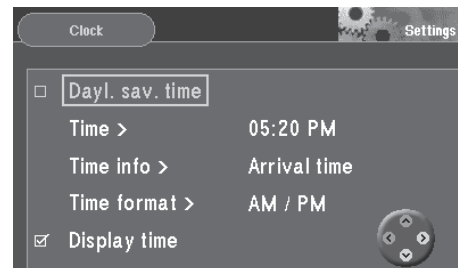 Clock Settings
Dayl. sav. time
Time > 05:20 PM
Time info > Arrival time
Time format > AM / PM
Display time